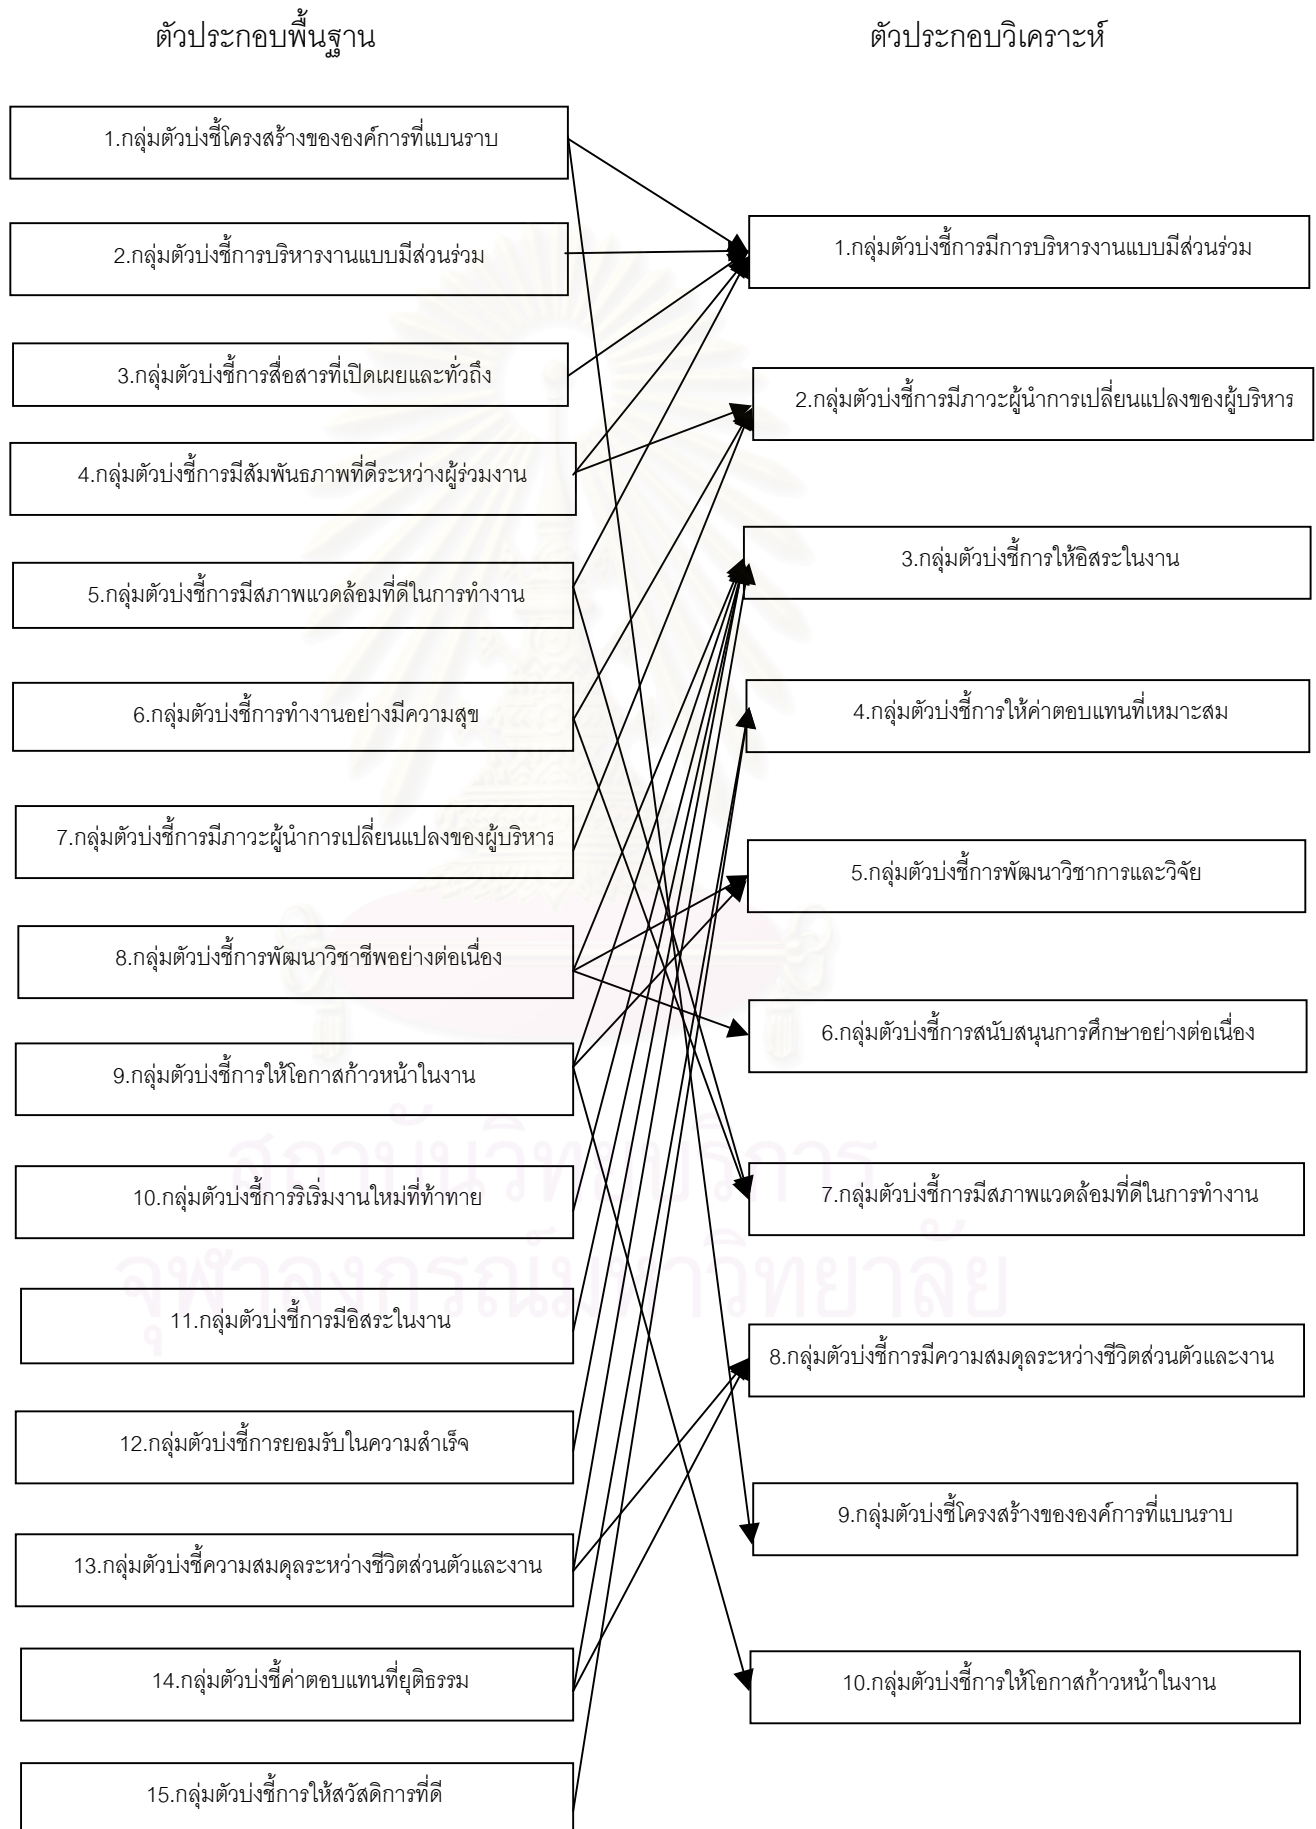 ตัวประกอบพื้นฐาน
ตัวประกอบวิเคราะห์
1.กลุ่มตัวบ่งชี้โครงสร้างขององค์การที่แบนราบ
2.กลุ่มตัวบ่งชี้การบริหารงานแบบมีส่วนร่วม
3.กลุ่มตัวบ่งชี้การสื่อสารที่เปิดเผยและทั่วถึง
4.กลุ่มตัวบ่งชี้การมีสัมพันธภาพที่ดีระหว่างผู้ร่วมงาน
5.กลุ่มตัวบ่งชี้การมีสภาพแวดล้อมที่ดีในการทำงาน
6.กลุ่มตัวบ่งชี้การทำงานอย่างมีความสุข
7.กลุ่มตัวบ่งชี้การมีภาวะผู้นำการเปลี่ยนแปลงของผู้บริหาร
8.กลุ่มตัวบ่งชี้การพัฒนาวิชาชีพอย่างต่อเนื่อง
9.กลุ่มตัวบ่งชี้การให้โอกาสก้าวหน้าในงาน
10.กลุ่มตัวบ่งชี้การริเริ่มงานใหม่ที่ท้าทาย
11.กลุ่มตัวบ่งชี้การมีอิสระในงาน
12.กลุ่มตัวบ่งชี้การยอมรับในความสำเร็จ
13.กลุ่มตัวบ่งชี้ความสมดุลระหว่างชีวิตส่วนตัวและงาน
14.กลุ่มตัวบ่งชี้ค่าตอบแทนที่ยุติธรรม
15.กลุ่มตัวบ่งชี้การให้สวัสดิการที่ดี
1.กลุ่มตัวบ่งชี้การมีการบริหารงานแบบมีส่วนร่วม
2.กลุ่มตัวบ่งชี้การมีภาวะผู้นำการเปลี่ยนแปลงของผู้บริหาร
3.กลุ่มตัวบ่งชี้การให้อิสระในงาน
4.กลุ่มตัวบ่งชี้การให้ค่าตอบแทนที่เหมาะสม
5.กลุ่มตัวบ่งชี้การพัฒนาวิชาการและวิจัย
6.กลุ่มตัวบ่งชี้การสนับสนุนการศึกษาอย่างต่อเนื่อง
7.กลุ่มตัวบ่งชี้การมีสภาพแวดล้อมที่ดีในการทำงาน
8.กลุ่มตัวบ่งชี้การมีความสมดุลระหว่างชีวิตส่วนตัวและงาน
9.กลุ่มตัวบ่งชี้โครงสร้างขององค์การที่แบนราบ
10.กลุ่มตัวบ่งชี้การให้โอกาสก้าวหน้าในงาน
สถาบันวิทยบริการ
จุฬาลงกรณ์มหาวิทยาลัย